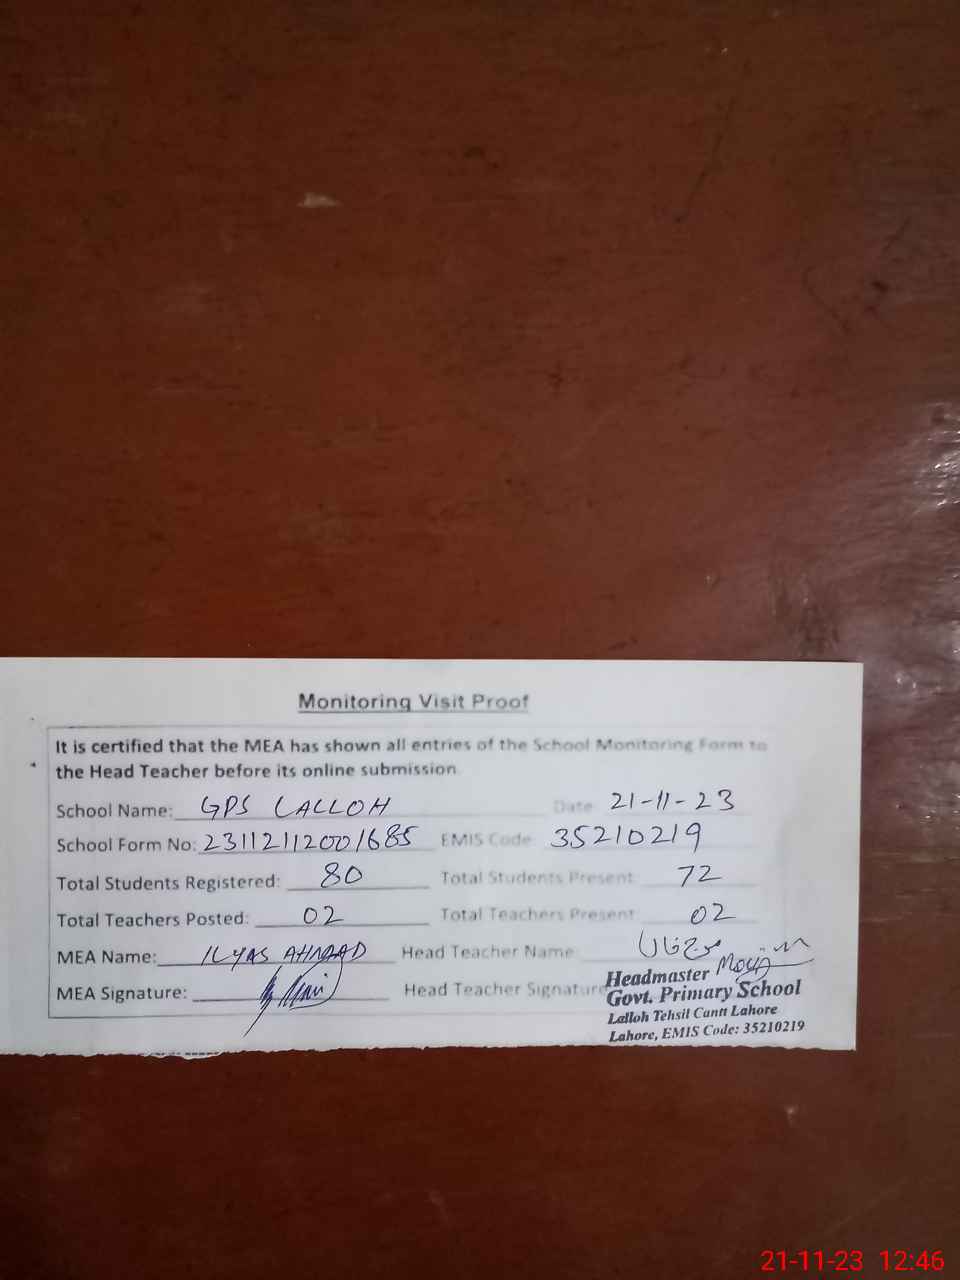 Monitoring Visit Proof
It is certified that the MEA has shown all entries of the School Monitoring Form to
the Head Teacher before its online submission.
School Name: GPS LALLOH Date: 21-11-23
School Form No: 231121120001685 EMIS Code: 35210219
Total Students Registered: 80 Total Students Present: 72
Total Teachers Posted: 02 Total Teachers Present: 02
MEA Name: ILYAS AHMAD Head Teacher Name:
MEA Signature: Head Teacher Signature
Headmaster
Govt. Primary School
Lalloh Tehsil Cantt Lahore
Lahore, EMIS Code: 35210219
21-11-23 12:46